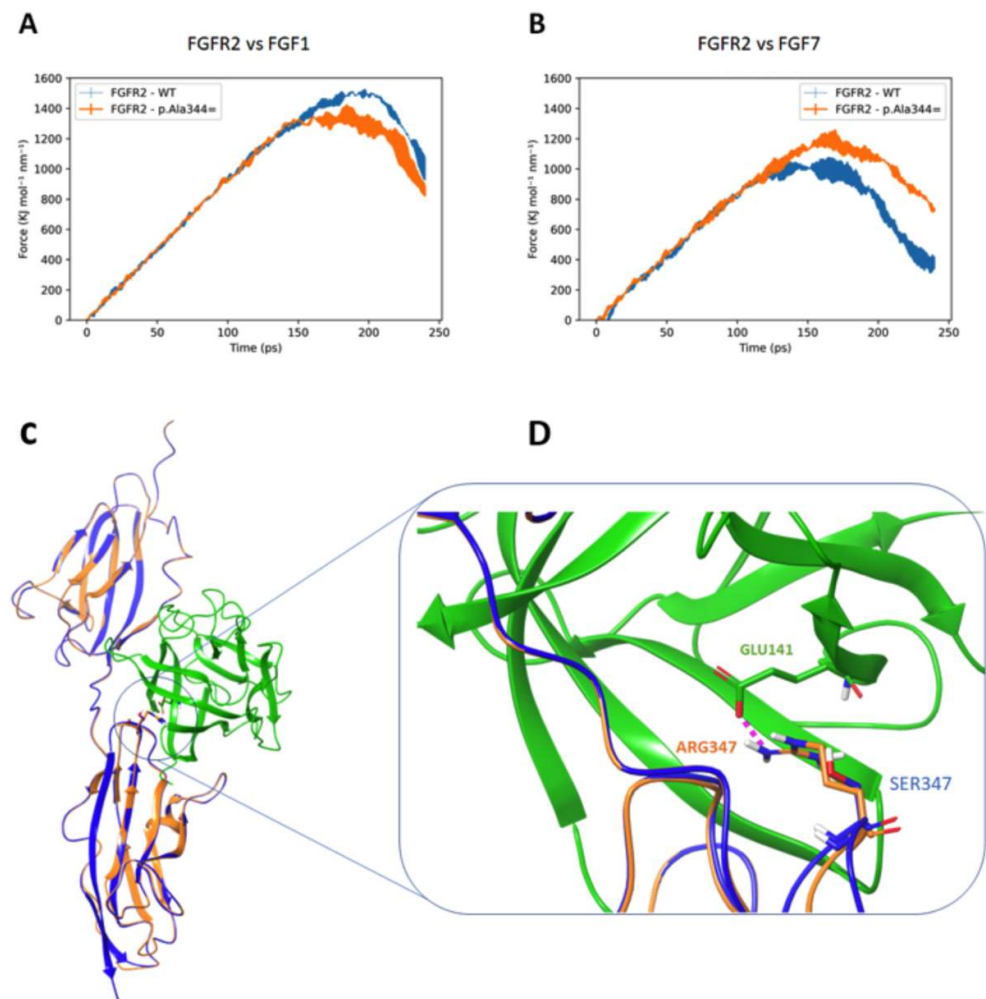 A
FGFR2 vs FGF1
1600
1400
1200
1000
800
600
400
200
0
Force (KJ mol⁻¹ nm⁻¹)
FGFR2 - WT
FGFR2 - p.Ala344=
0 50 100 150 200 250
Time (ps)
B
FGFR2 vs FGF7
1600
1400
1200
1000
800
600
400
200
0
Force (KJ mol⁻¹ nm⁻¹)
FGFR2 - WT
FGFR2 - p.Ala344=
0 50 100 150 200 250
Time (ps)
C
D
GLU141
ARG347
SER347